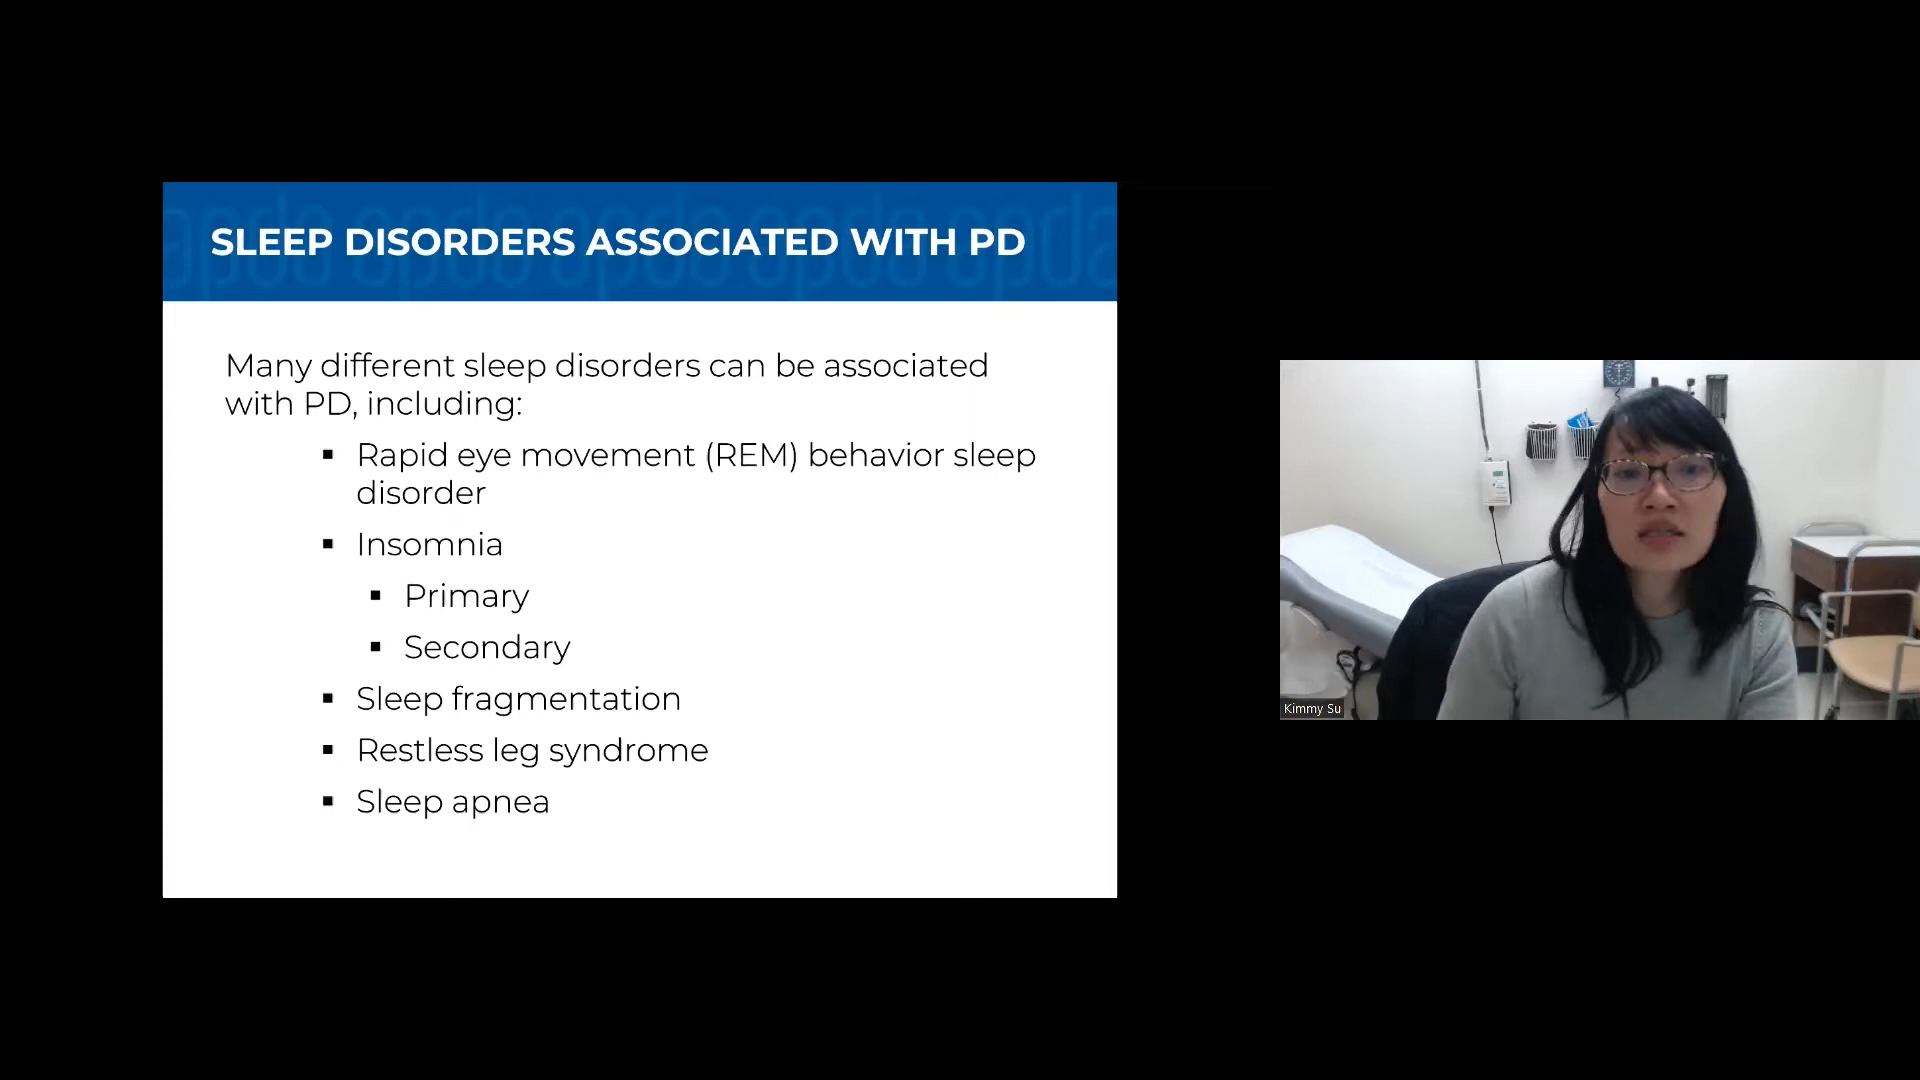 SLEEP DISORDERS ASSOCIATED WITH PD
Many different sleep disorders can be associated
with PD, including:
▪ Rapid eye movement (REM) behavior sleep
disorder
▪ Insomnia
▪ Primary
▪ Secondary
▪ Sleep fragmentation
▪ Restless leg syndrome
▪ Sleep apnea
Kimmy Su